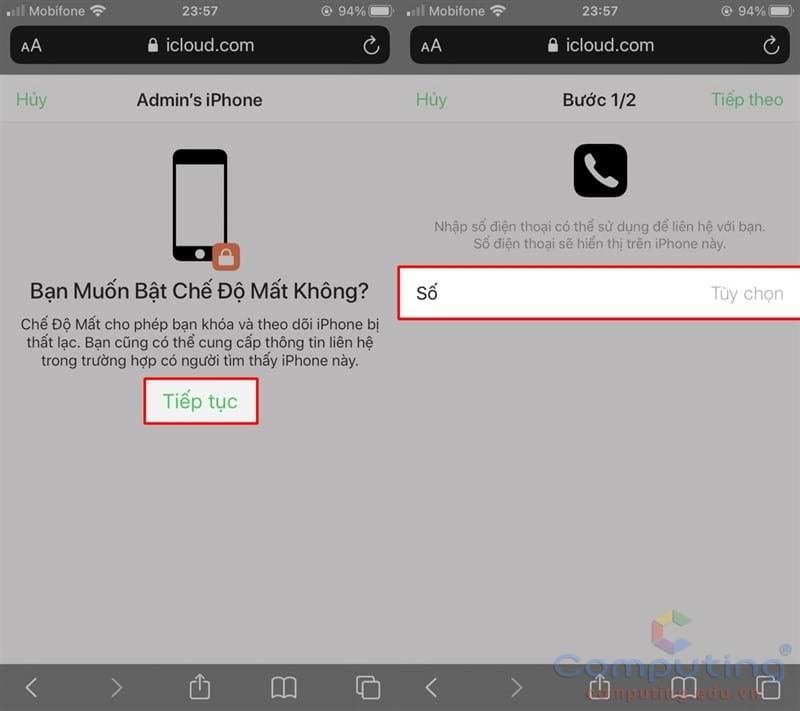 Mobifone 23:57 94%
AA icloud.com
Hủy Admin's iPhone
Bạn Muốn Bật Chế Độ Mất Không?
Chế Độ Mất cho phép bạn khóa và theo dõi iPhone bị
thất lạc. Bạn cũng có thể cung cấp thông tin liên hệ
trong trường hợp có người tìm thấy iPhone này.
Tiếp tục
Mobifone 23:57 94%
AA icloud.com
Hủy Bước 1/2 Tiếp theo
Nhập số điện thoại có thể sử dụng để liên hệ với bạn.
Số điện thoại sẽ hiển thị trên iPhone này.
Số Tùy chọn
Computing®
computing.edu.vn